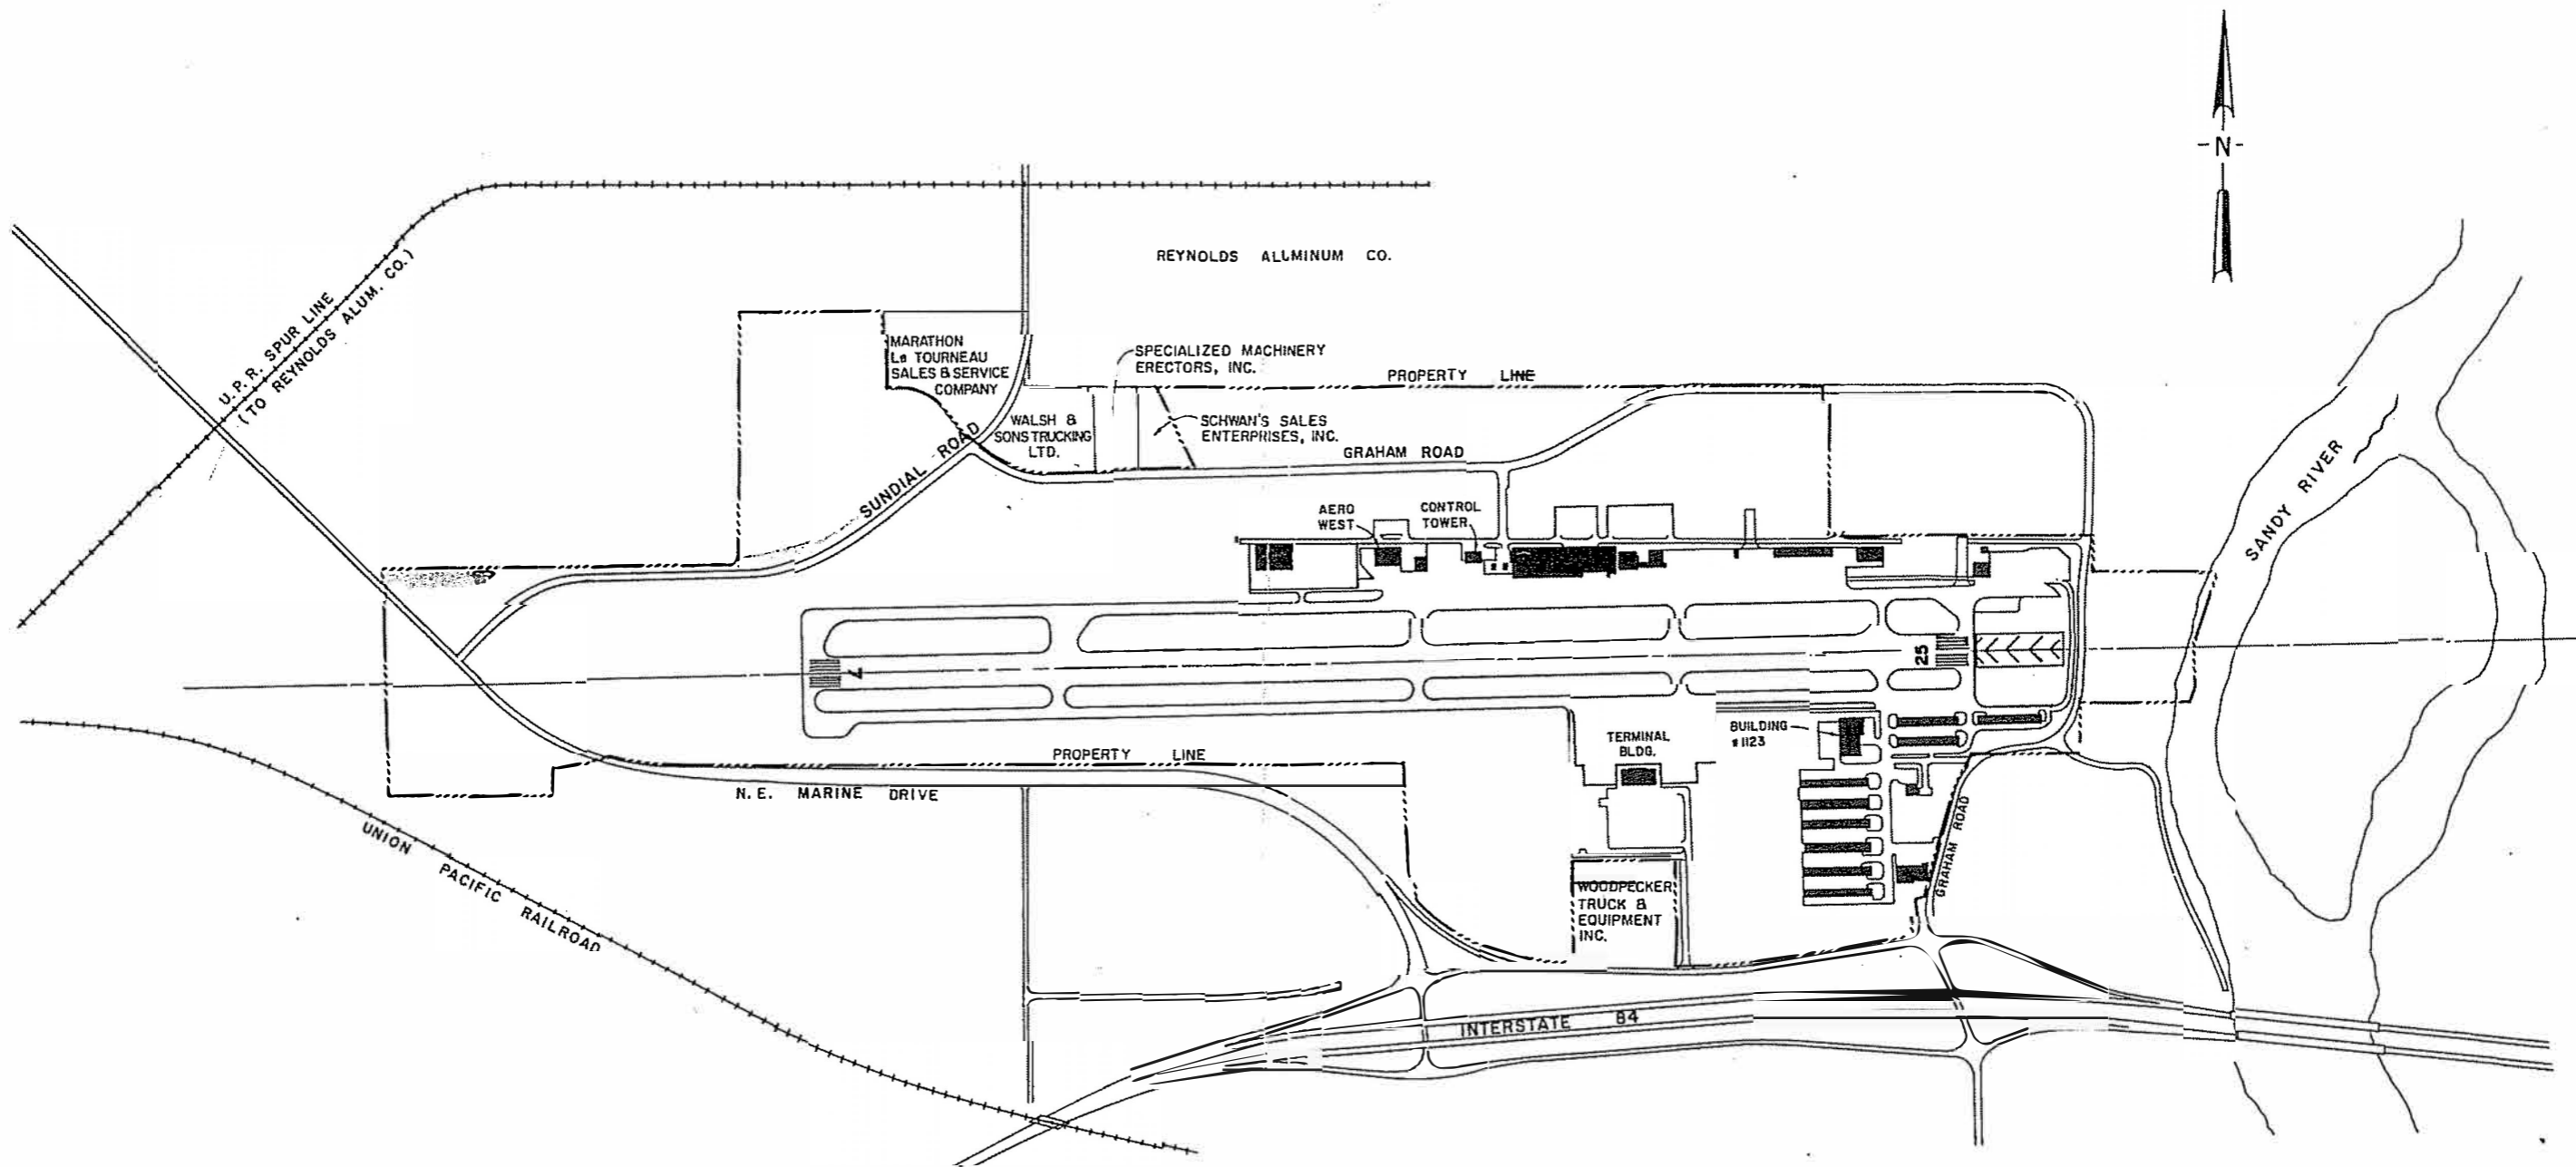 -N-
REYNOLDS ALUMINUM CO.
U.P.R. SPUR LINE
(TO REYNOLDS ALUM. CO.)
MARATHON
Le TOURNEAU
SALES & SERVICE
COMPANY
SPECIALIZED MACHINERY
ERECTORS, INC.
PROPERTY LINE
WALSH &
SONS TRUCKING
LTD.
SCHWAN'S SALES
ENTERPRISES, INC.
SUNDIAL ROAD
GRAHAM ROAD
AERO
WEST
CONTROL
TOWER
SANDY RIVER
7
25
BUILDING
#1123
TERMINAL
BLDG.
PROPERTY LINE
N.E. MARINE DRIVE
UNION PACIFIC RAILROAD
GRAHAM ROAD
WOODPECKER
TRUCK &
EQUIPMENT
INC.
INTERSTATE 84